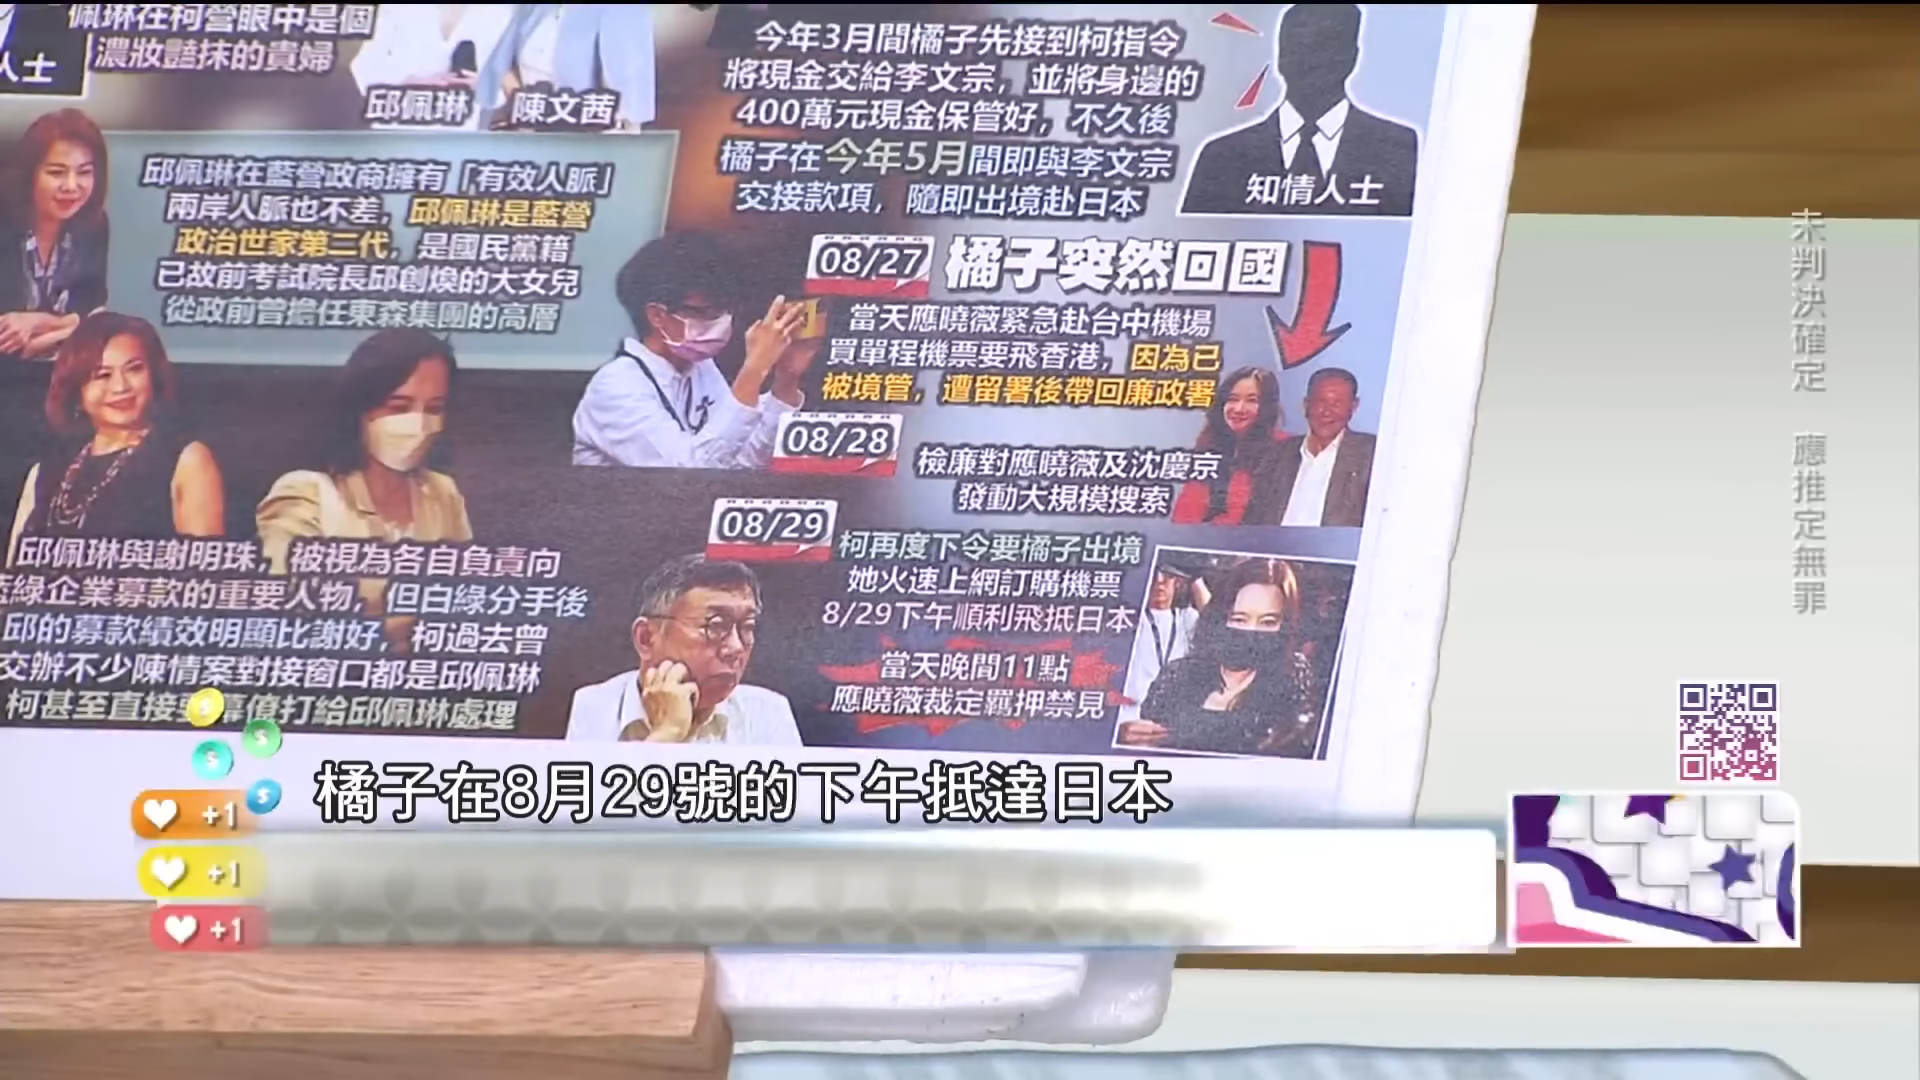 佩琳在柯營眼中是個
濃妝豔抹的貴婦
人士
邱佩琳
陳文茜
邱佩琳在藍營政商擁有「有效人脈」
兩岸人脈也不差，邱佩琳是藍營
政治世家第二代，是國民黨籍
已故前考試院長邱創煥的大女兒
從政前曾擔任東森集團的高層
邱佩琳與謝明珠，被視為各自負責向
藍綠企業募款的重要人物，但白綠分手後
邱的募款績效明顯比謝好，柯過去曾
交辦不少陳情案對接窗口都是邱佩琳
柯甚至直接要幕僚打給邱佩琳處理
今年3月間橘子先接到柯指令
將現金交給李文宗，並將身邊的
400萬元現金保管好，不久後
橘子在今年5月間即與李文宗
交接款項，隨即出境赴日本
知情人士
08/27
橘子突然回國
當天應曉薇緊急赴台中機場
買單程機票要飛香港，因為已
被境管，遭留署後帶回廉政署
08/28
檢廉對應曉薇及沈慶京
發動大規模搜索
08/29
柯再度下令要橘子出境
她火速上網訂購機票
8/29下午順利飛抵日本
當天晚間11點
應曉薇裁定羈押禁見
未判決確定 應推定無罪
橘子在8月29號的下午抵達日本
+1
+1
+1